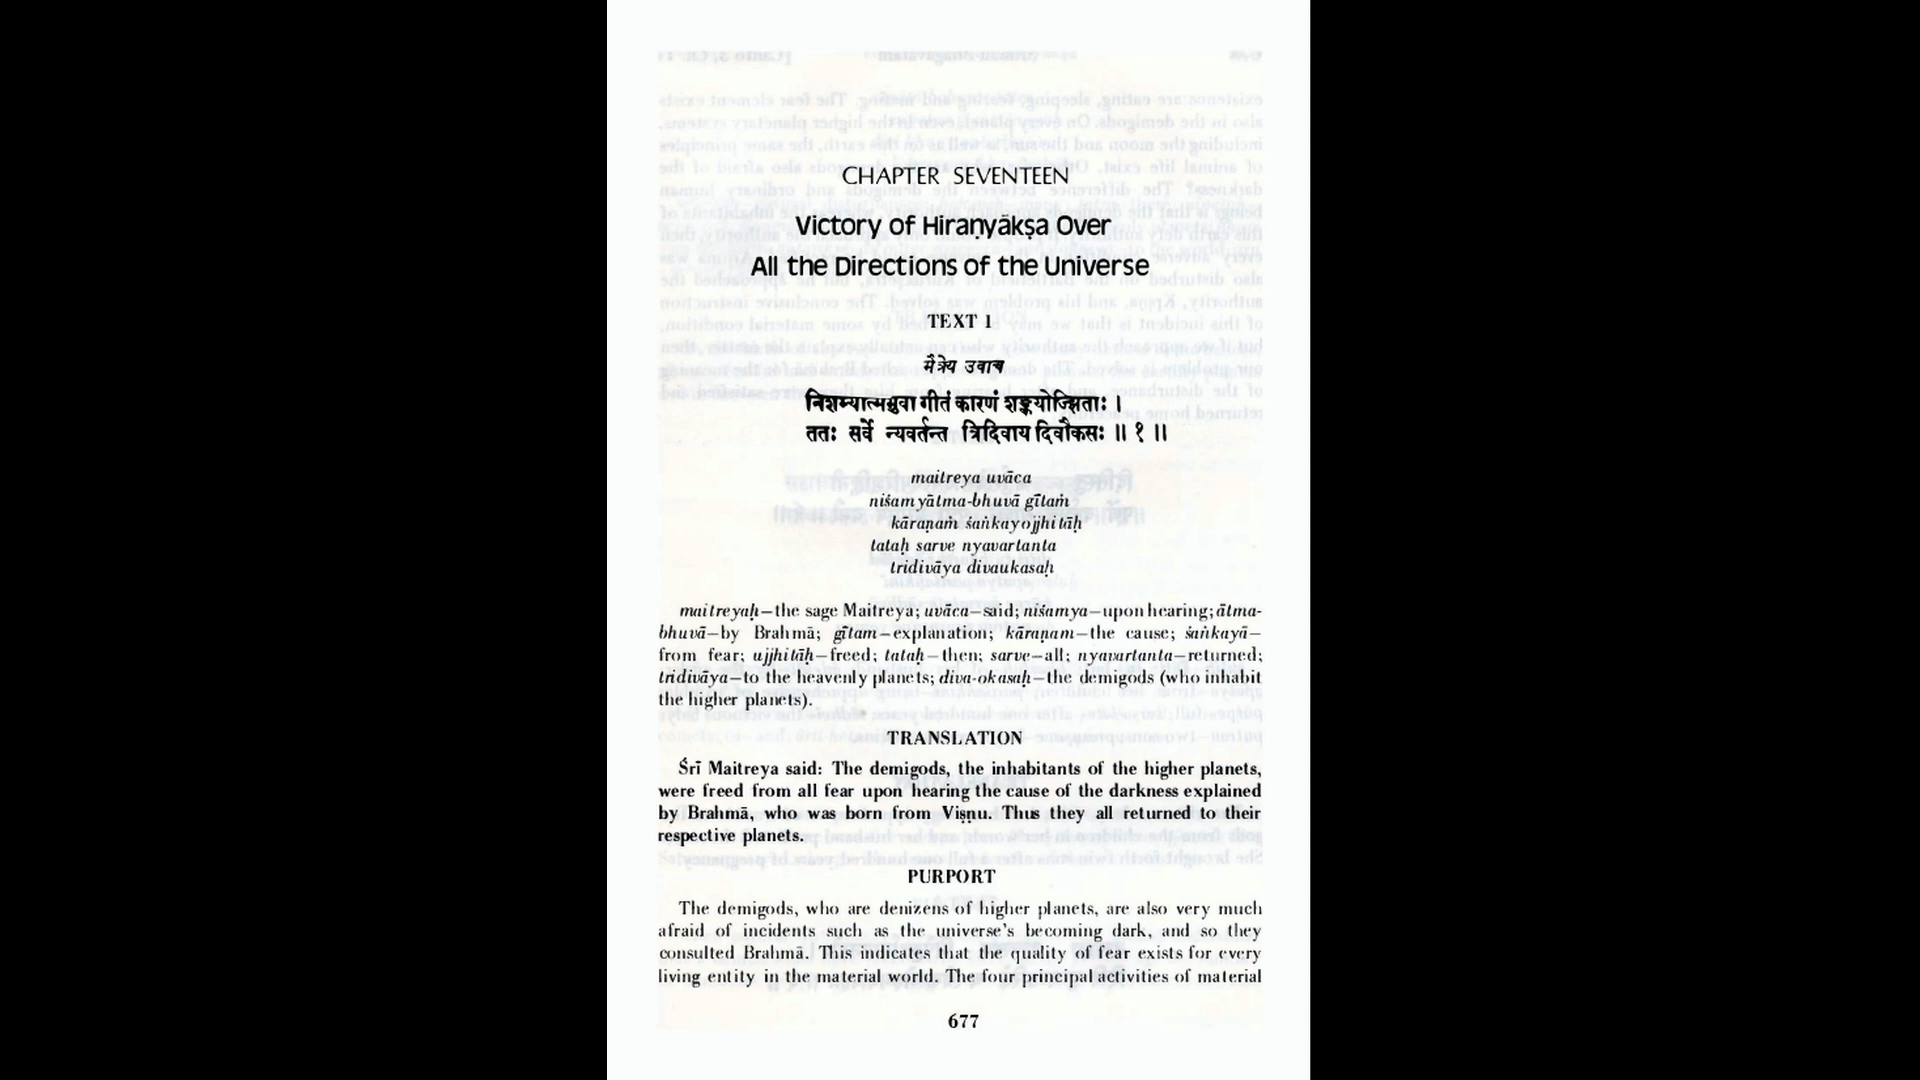 CHAPTER SEVENTEEN
Victory of Hiraṇyākṣa Over
All the Directions of the Universe
TEXT 1
मैत्रेय उवाच
निशम्यात्मभुवा गीतं कारणं शङ्कयोज्झिताः ।
ततः सर्वे न्यवर्तन्त त्रिदिवाय दिवौकसः ॥ १ ॥
maitreya uvāca
niśamyātma-bhuvā gītaṁ
kāraṇaṁ śaṅkayojjhitāḥ
tataḥ sarve nyavartanta
tridivāya divaukasaḥ
maitreyaḥ—the sage Maitreya; uvāca—said; niśamya—upon hearing; ātma-
bhuvā—by Brahmā; gītam—explanation; kāraṇam—the cause; śaṅkayā—
from fear; ujjhitāḥ—freed; tataḥ—then; sarve—all; nyavartanta—returned;
tridivāya—to the heavenly planets; diva-okasaḥ—the demigods (who inhabit
the higher planets).
TRANSLATION
Śrī Maitreya said: The demigods, the inhabitants of the higher planets,
were freed from all fear upon hearing the cause of the darkness explained
by Brahmā, who was born from Viṣṇu. Thus they all returned to their
respective planets.
PURPORT
The demigods, who are denizens of higher planets, are also very much
afraid of incidents such as the universe's becoming dark, and so they
consulted Brahmā. This indicates that the quality of fear exists for every
living entity in the material world. The four principal activities of material
677